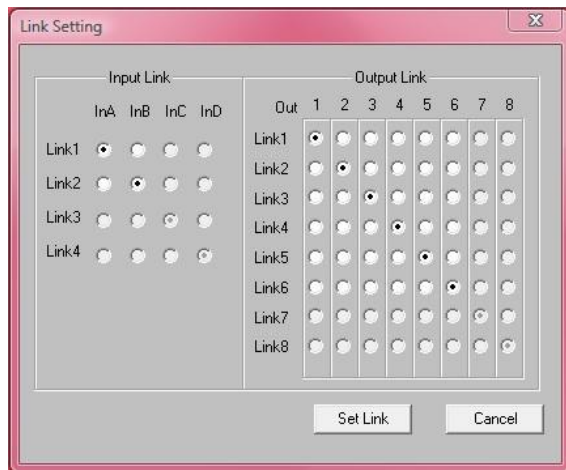 Link Setting
Input Link
InA InB InC InD
Link1
Link2
Link3
Link4
Output Link
Out 1 2 3 4 5 6 7 8
Link1
Link2
Link3
Link4
Link5
Link6
Link7
Link8
Set Link
Cancel